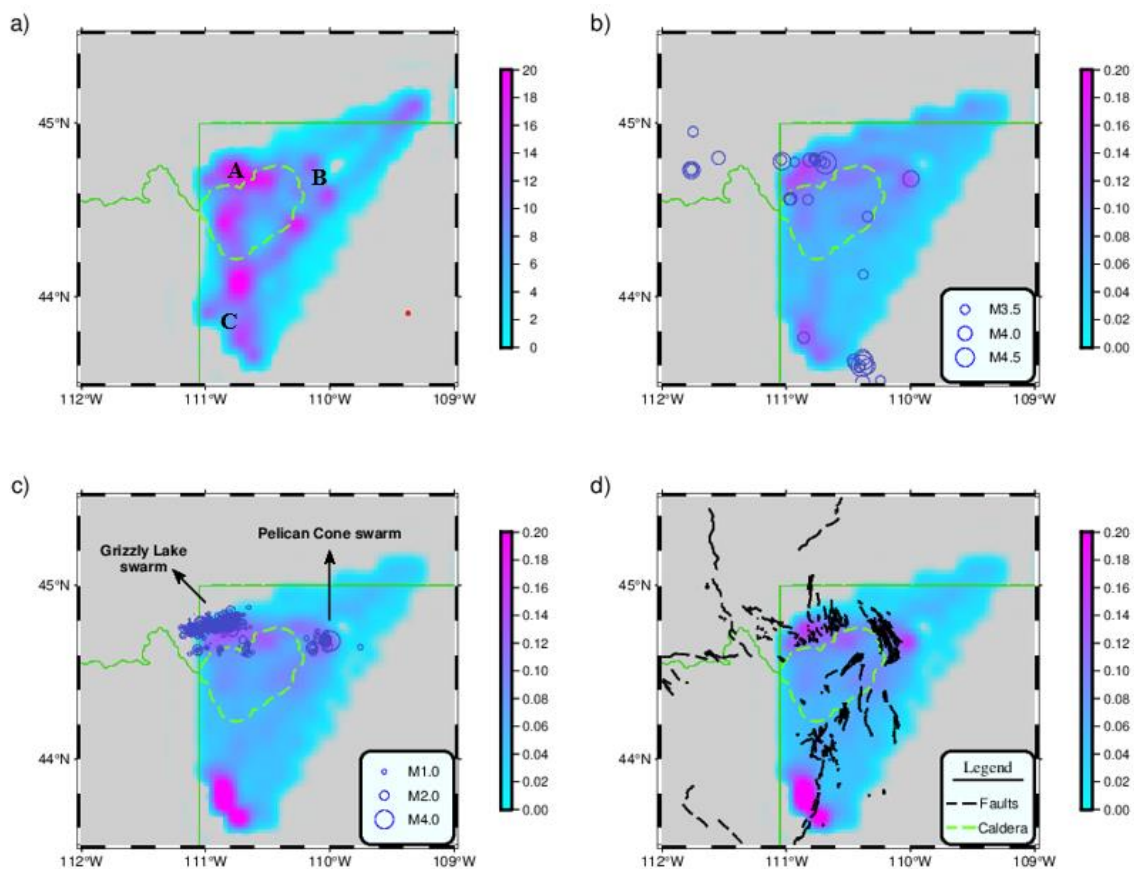 a)
A
B
C
45°N
44°N
112°W
111°W
110°W
109°W
20
18
16
14
12
10
8
6
4
2
0
b)
45°N
44°N
112°W
111°W
110°W
109°W
M3.5
M4.0
M4.5
0.20
0.18
0.16
0.14
0.12
0.10
0.08
0.06
0.04
0.02
0.00
c)
Grizzly Lake
swarm
Pelican Cone swarm
45°N
44°N
112°W
111°W
110°W
109°W
M1.0
M2.0
M4.0
0.20
0.18
0.16
0.14
0.12
0.10
0.08
0.06
0.04
0.02
0.00
d)
45°N
44°N
112°W
111°W
110°W
109°W
Legend
Faults
Caldera
0.20
0.18
0.16
0.14
0.12
0.10
0.08
0.06
0.04
0.02
0.00